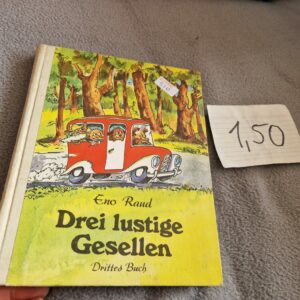 Eno Raud
Drei lustige
Gesellen
Drittes Buch
1,50